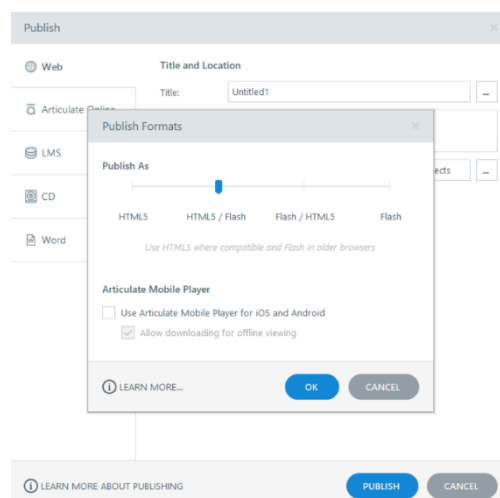 Publish
Web
Title and Location
Title:
Untitled1
...
Articulate Online
LMS
ects
...
CD
Word
Publish Formats
Publish As
HTML5
HTML5 / Flash
Flash / HTML5
Flash
Use HTML5 where compatible and Flash in older browsers
Articulate Mobile Player
Use Articulate Mobile Player for iOS and Android
Allow downloading for offline viewing
LEARN MORE...
OK
CANCEL
LEARN MORE ABOUT PUBLISHING
PUBLISH
CANCEL